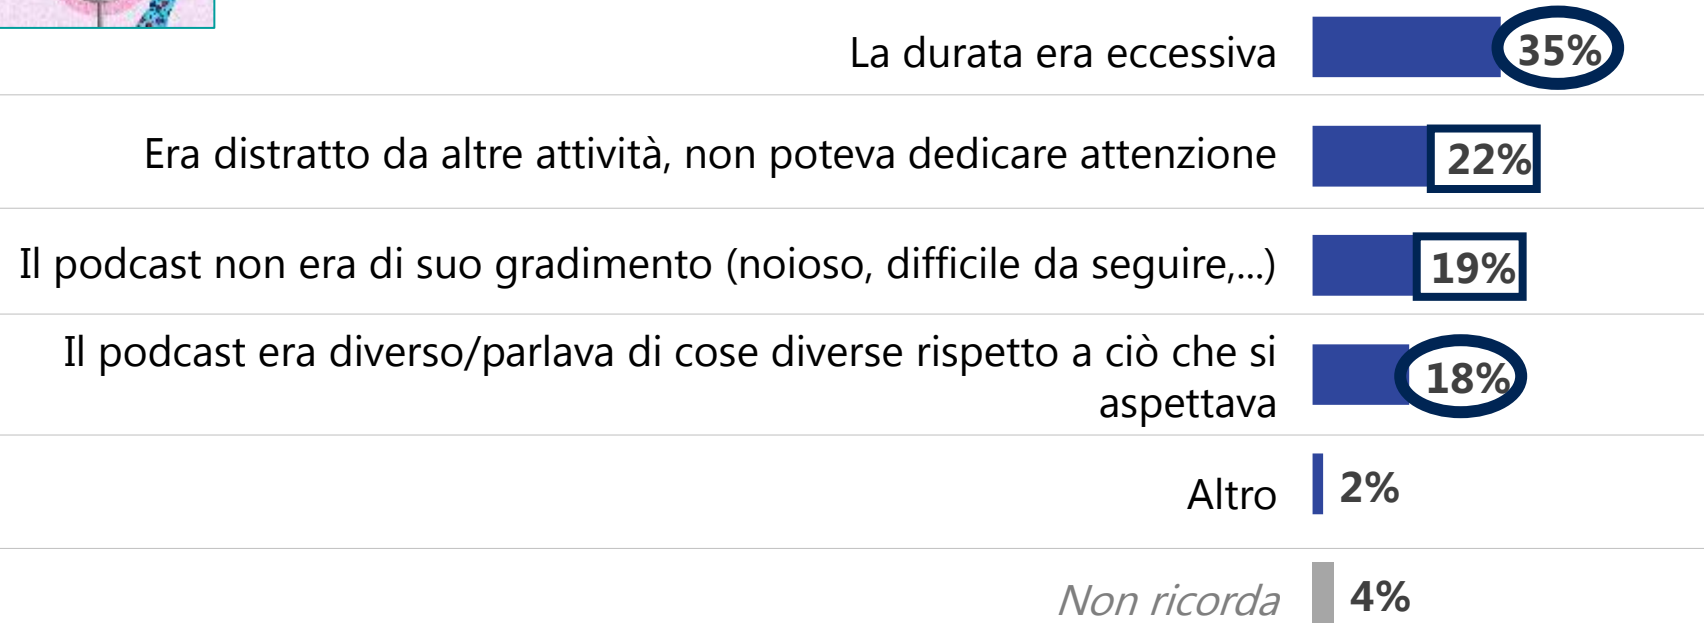 La durata era eccessiva 35%
Era distratto da altre attività, non poteva dedicare attenzione 22%
Il podcast non era di suo gradimento (noioso, difficile da seguire,...) 19%
Il podcast era diverso/parlava di cose diverse rispetto a ciò che si
aspettava 18%
Altro 2%
Non ricorda 4%